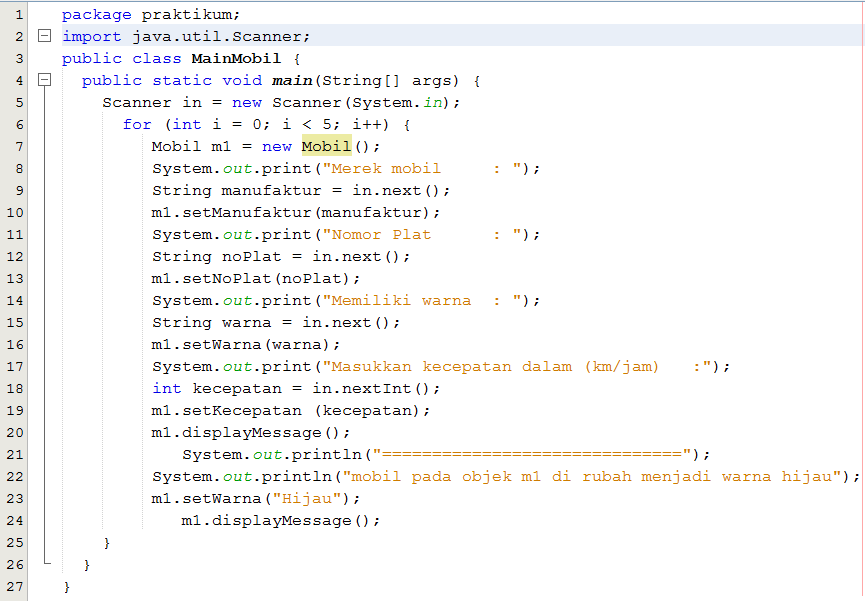 1 package praktikum;
2 import java.util.Scanner;
3 public class MainMobil {
4 public static void main(String[] args) {
5 Scanner in = new Scanner(System.in);
6 for (int i = 0; i < 5; i++) {
7 Mobil m1 = new Mobil();
8 System.out.print("Merek mobil     : ");
9 String manufaktur = in.next();
10 m1.setManufaktur(manufaktur);
11 System.out.print("Nomor Plat      : ");
12 String noPlat = in.next();
13 m1.setNoPlat(noPlat);
14 System.out.print("Memiliki warna  : ");
15 String warna = in.next();
16 m1.setWarna(warna);
17 System.out.print("Masukkan kecepatan dalam (km/jam)   :");
18 int kecepatan = in.nextInt();
19 m1.setKecepatan (kecepatan);
20 m1.displayMessage();
21 System.out.println("==============================");
22 System.out.println("mobil pada objek m1 di rubah menjadi warna hijau");
23 m1.setWarna("Hijau");
24 m1.displayMessage();
25 }
26 }
27 }